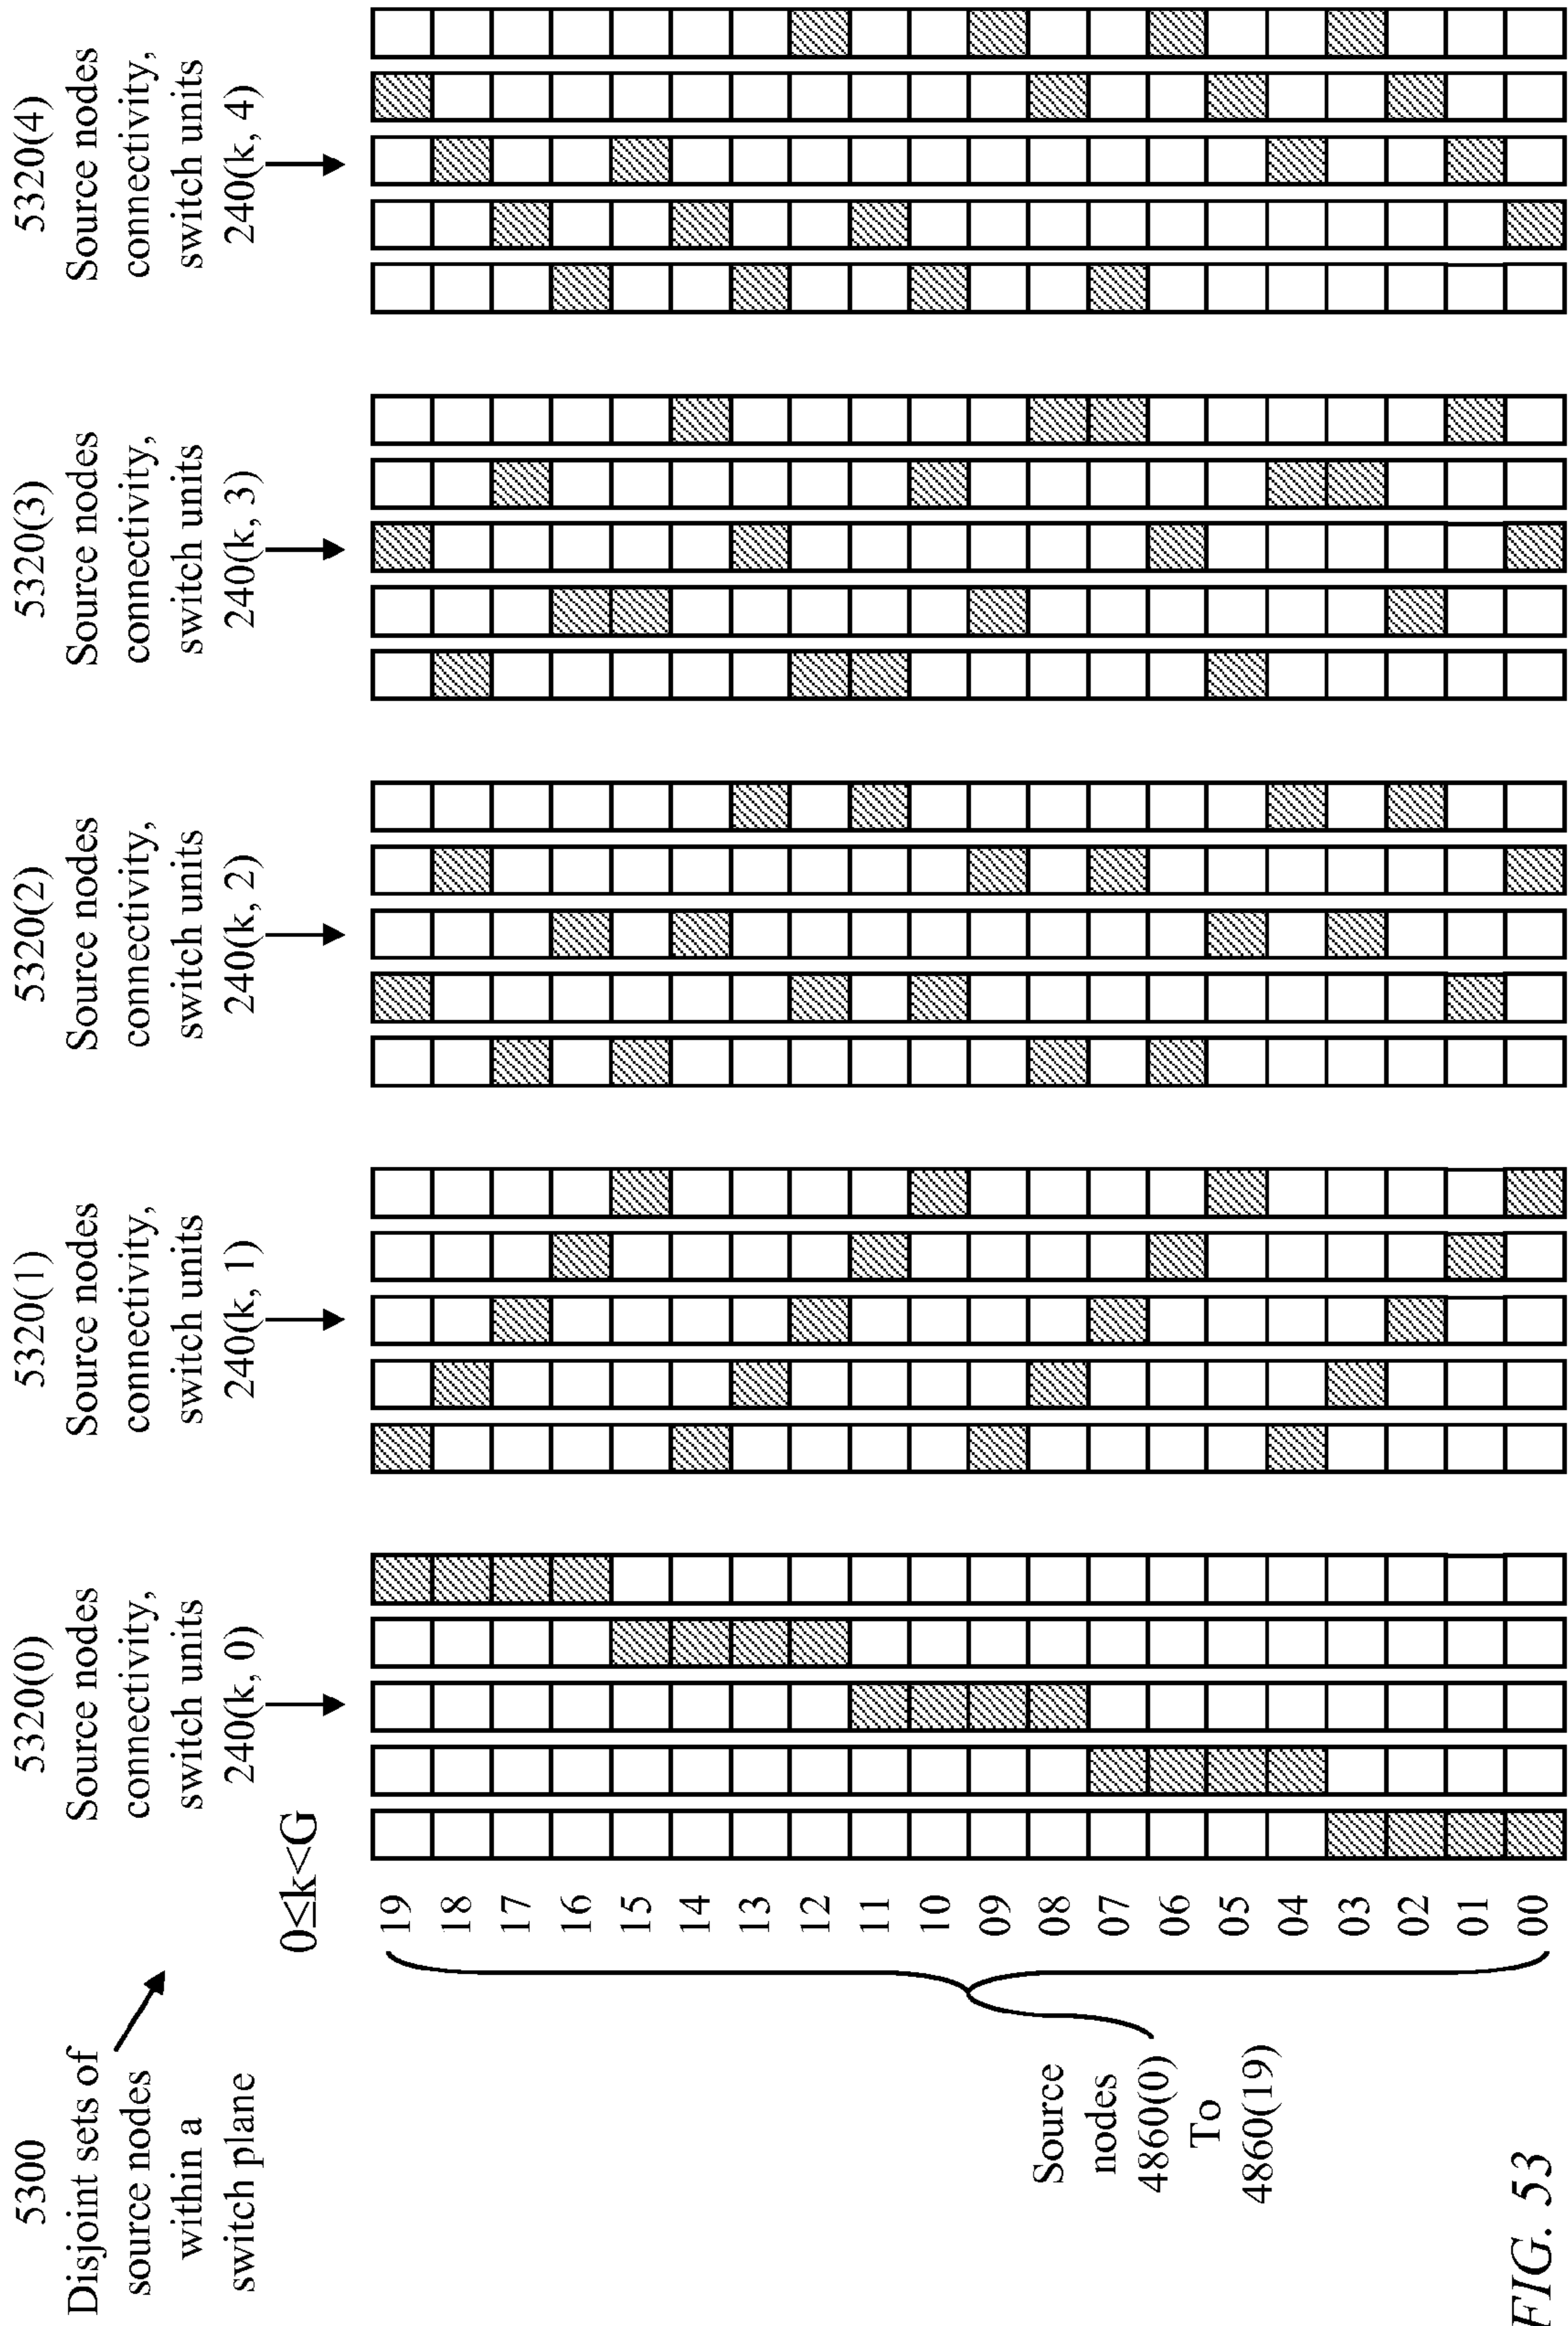 5300
Disjoint sets of
source nodes
within a
switch plane
0≤k<G
5320(0)
Source nodes
connectivity,
switch units
240(k, 0)
5320(1)
Source nodes
connectivity,
switch units
240(k, 1)
5320(2)
Source nodes
connectivity,
switch units
240(k, 2)
5320(3)
Source nodes
connectivity,
switch units
240(k, 3)
5320(4)
Source nodes
connectivity,
switch units
240(k, 4)
19
18
17
16
15
14
13
12
11
10
09
08
07
06
05
04
03
02
01
00
Source
nodes
4860(0)
To
4860(19)
FIG. 53